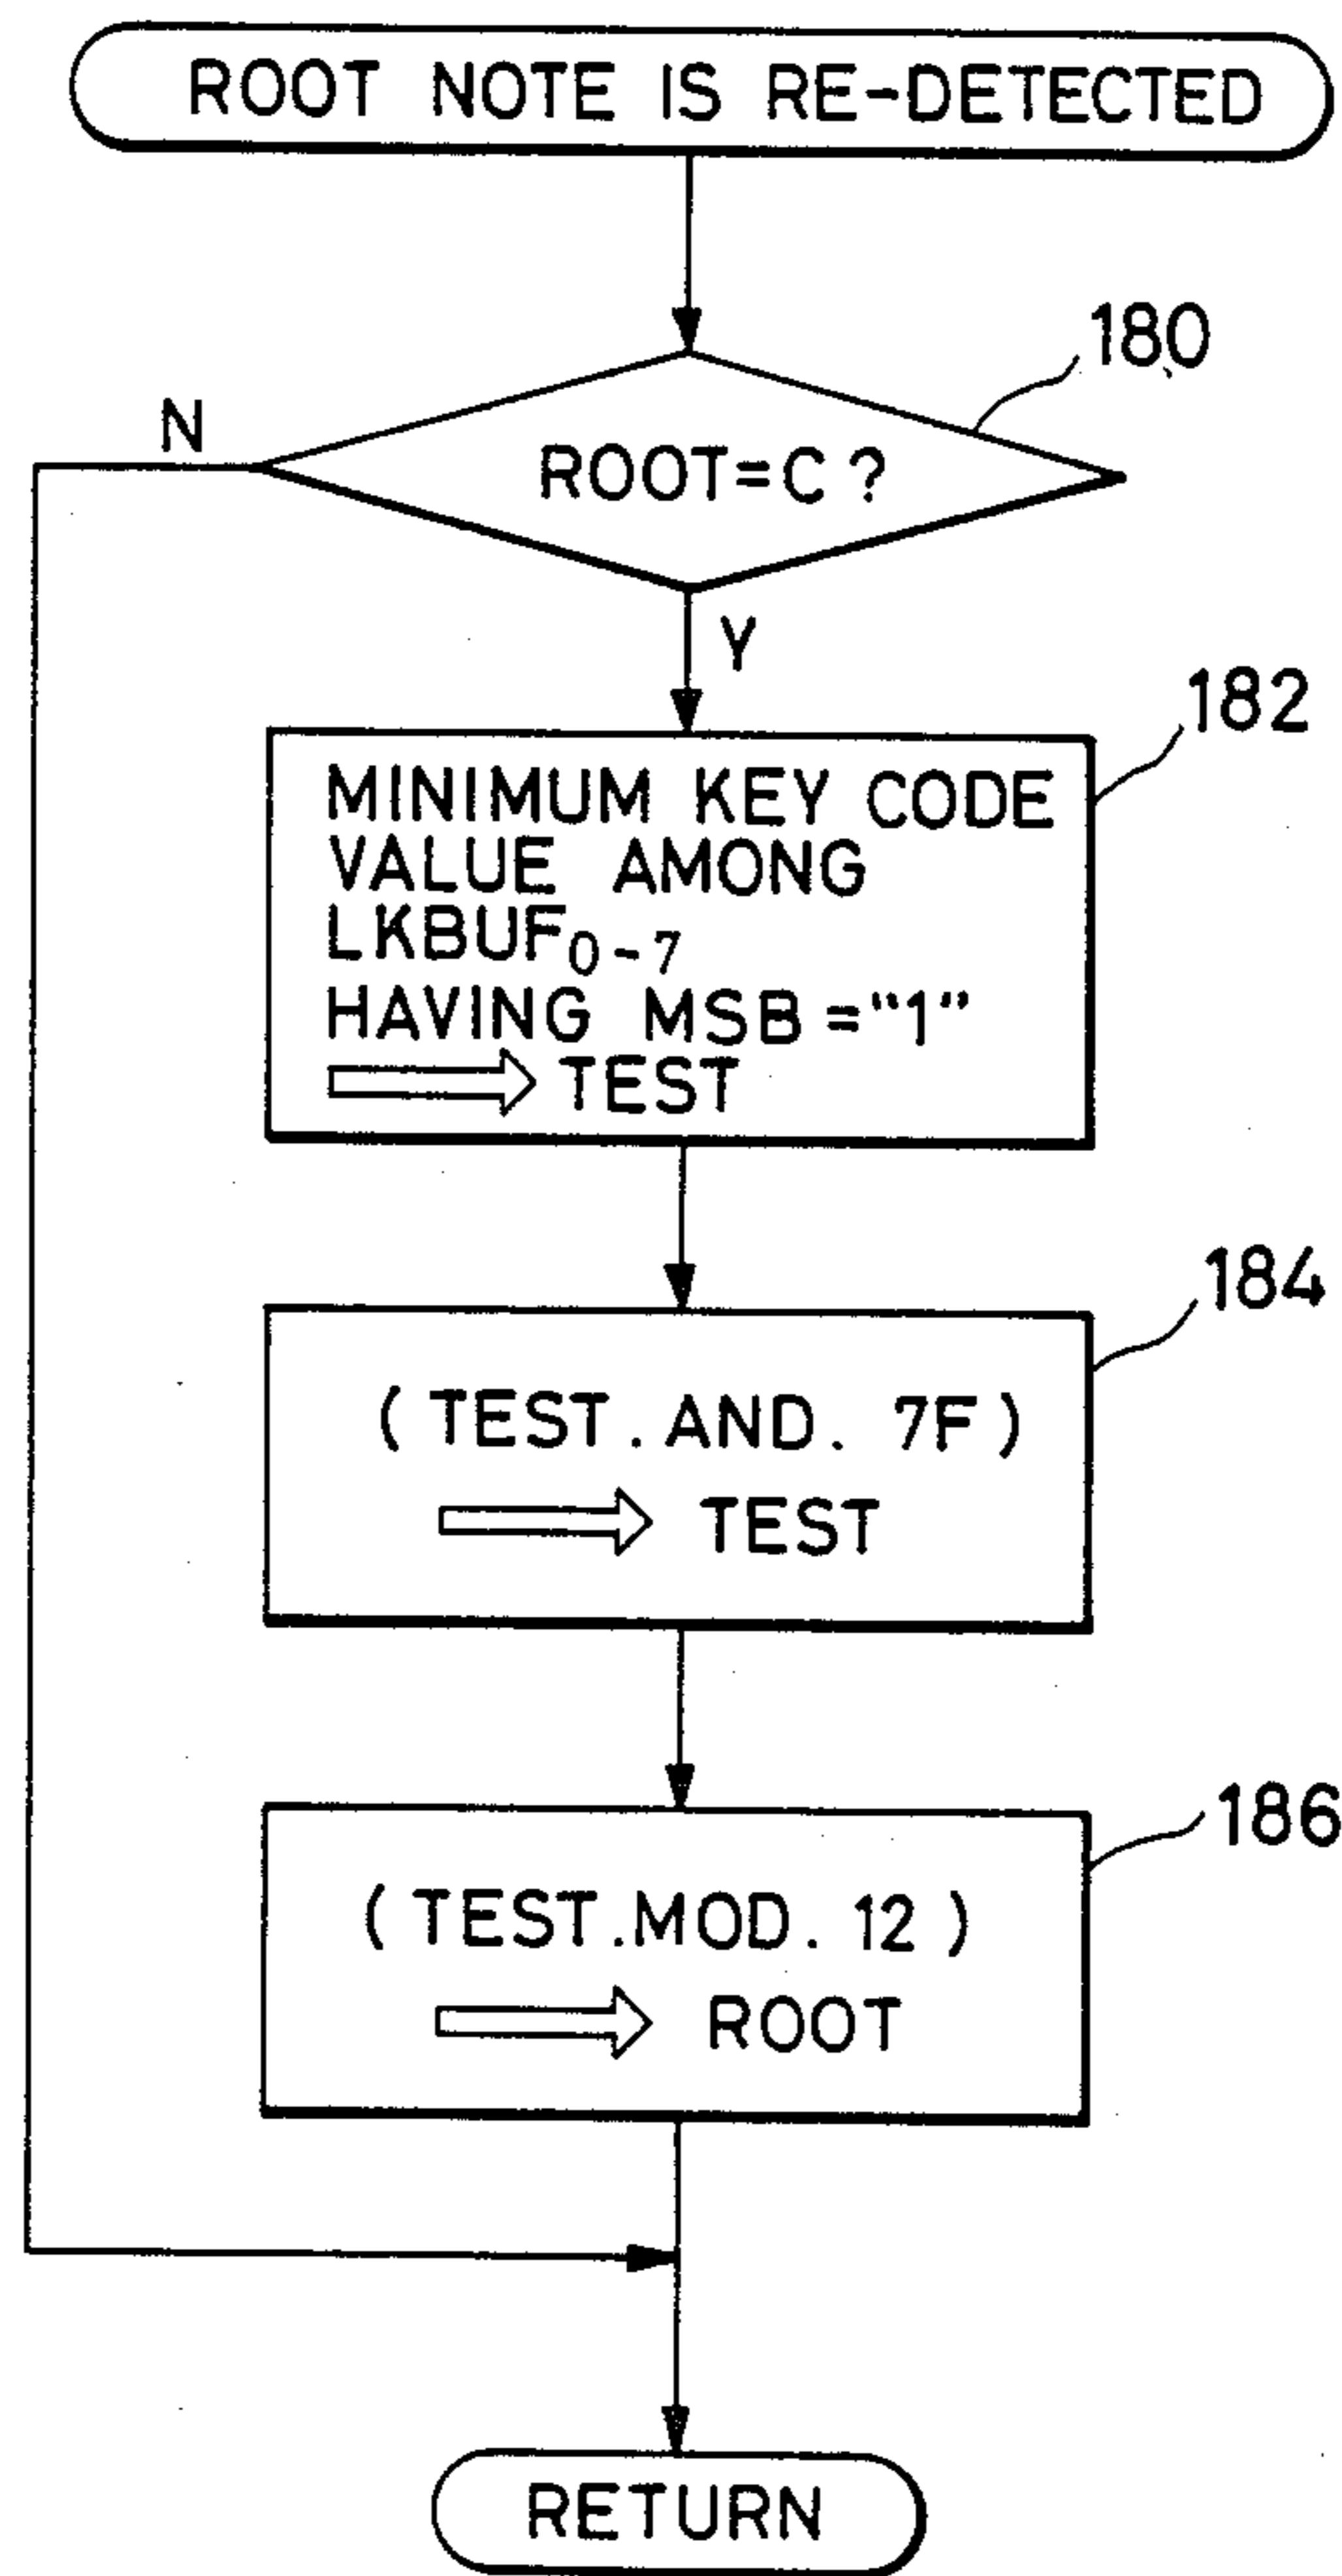 ROOT NOTE IS RE-DETECTED
180
N
ROOT=C?
Y
182
MINIMUM KEY CODE
VALUE AMONG
LKBUF0-7
HAVING MSB="1"
TEST
184
(TEST.AND. 7F)
TEST
186
(TEST.MOD. 12)
ROOT
RETURN